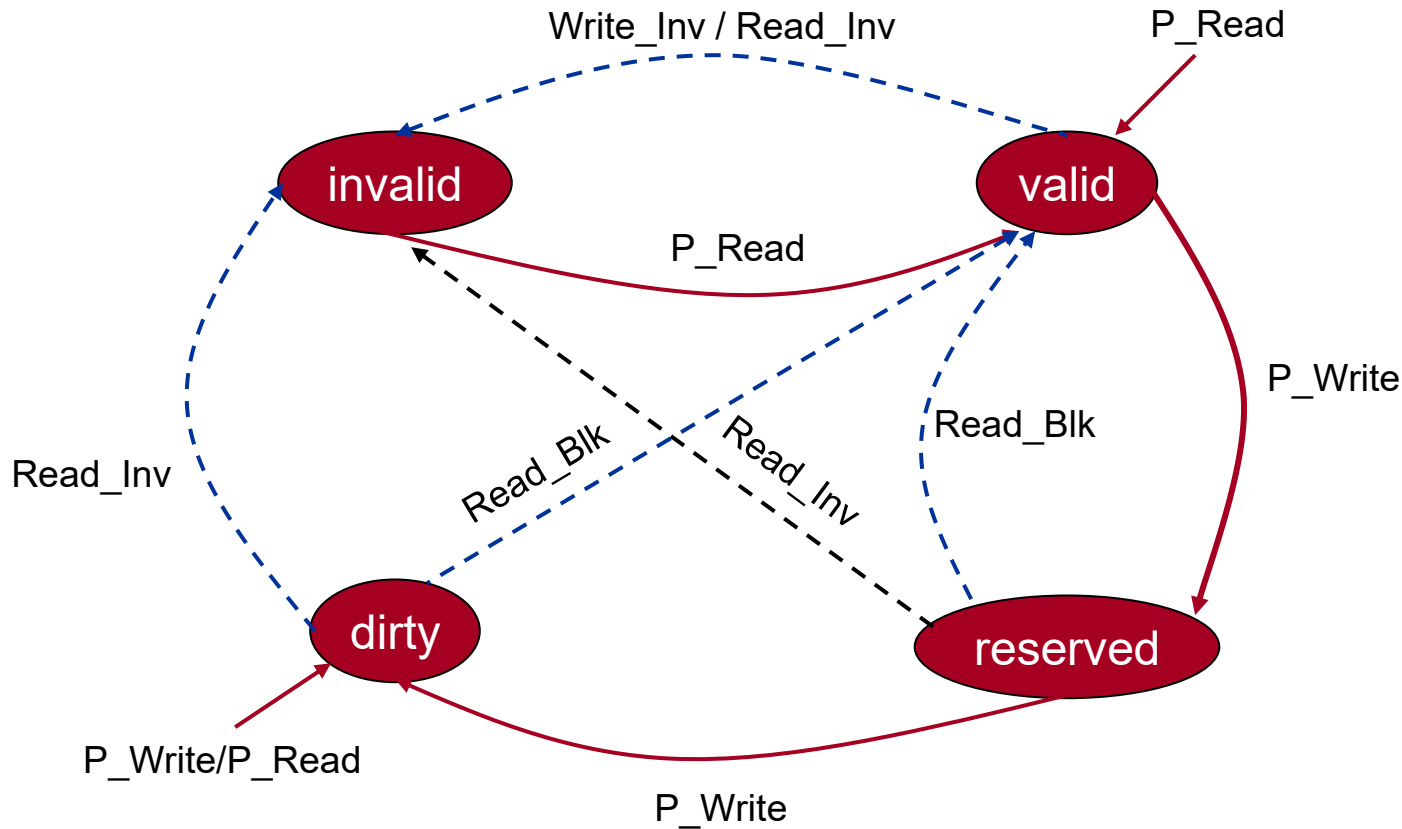 Write_Inv / Read_Inv
P_Read
invalid
valid
P_Read
P_Write
Read_Blk
Read_Blk
Read_Inv
Read_Inv
dirty
reserved
P_Write/P_Read
P_Write